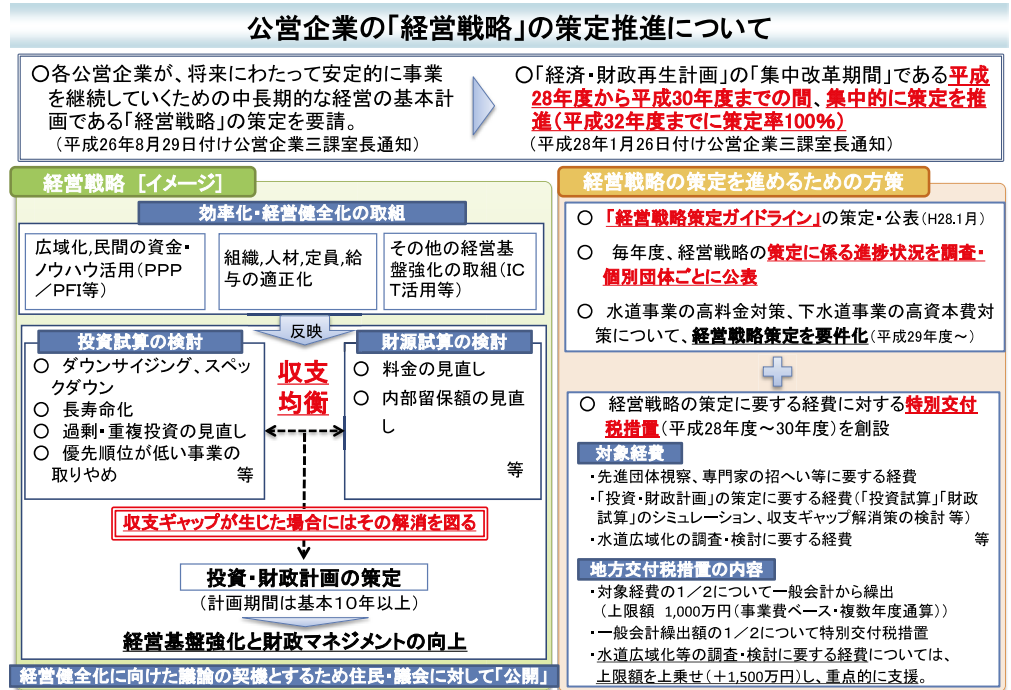 公営企業の「経営戦略」の策定推進について
○各公営企業が、将来にわたって安定的に事業
を継続していくための中長期的な経営の基本計
画である「経営戦略」の策定を要請。
（平成26年8月29日付け公営企業三課室長通知）
○「経済・財政再生計画」の「集中改革期間」である平成
28年度から平成30年度までの間、集中的に策定を推
進（平成32年度までに策定率100％）
（平成28年1月26日付け公営企業三課室長通知）
経営戦略 ［イメージ］
効率化・経営健全化の取組
広域化，民間の資金・
ノウハウ活用（PPP
／PFI等）
組織，人材，定員，給
与の適正化
その他の経営基
盤強化の取組（IC
T活用等）
反映
投資試算の検討
○ ダウンサイジング、スペッ
クダウン
○ 長寿命化
○ 過剰・重複投資の見直し
○ 優先順位が低い事業の
取りやめ 等
収支
均衡
財源試算の検討
○ 料金の見直し
○ 内部留保額の見直
し
等
収支ギャップが生じた場合にはその解消を図る
投資・財政計画の策定
（計画期間は基本10年以上）
経営基盤強化と財政マネジメントの向上
経営健全化に向けた議論の契機とするため住民・議会に対して「公開」
経営戦略の策定を進めるための方策
○ 「経営戦略策定ガイドライン」の策定・公表（H28.1月）
○ 毎年度、経営戦略の策定に係る進捗状況を調査・
個別団体ごとに公表
○ 水道事業の高料金対策、下水道事業の高資本費対
策について、経営戦略策定を要件化（平成29年度～）
○ 経営戦略の策定に要する経費に対する特別交付
税措置（平成28年度～30年度）を創設
対象経費
・先進団体視察、専門家の招へい等に要する経費
・「投資・財政計画」の策定に要する経費（「投資試算」「財政
試算」のシミュレーション、収支ギャップ解消策の検討 等）
・水道広域化の調査・検討に要する経費 等
地方交付税措置の内容
・対象経費の1／2について一般会計から繰出
（上限額 1,000万円（事業費ベース・複数年度通算））
・一般会計繰出額の1／2について特別交付税措置
・水道広域化等の調査・検討に要する経費については、
上限額を上乗せ（＋1,500万円）し、重点的に支援。